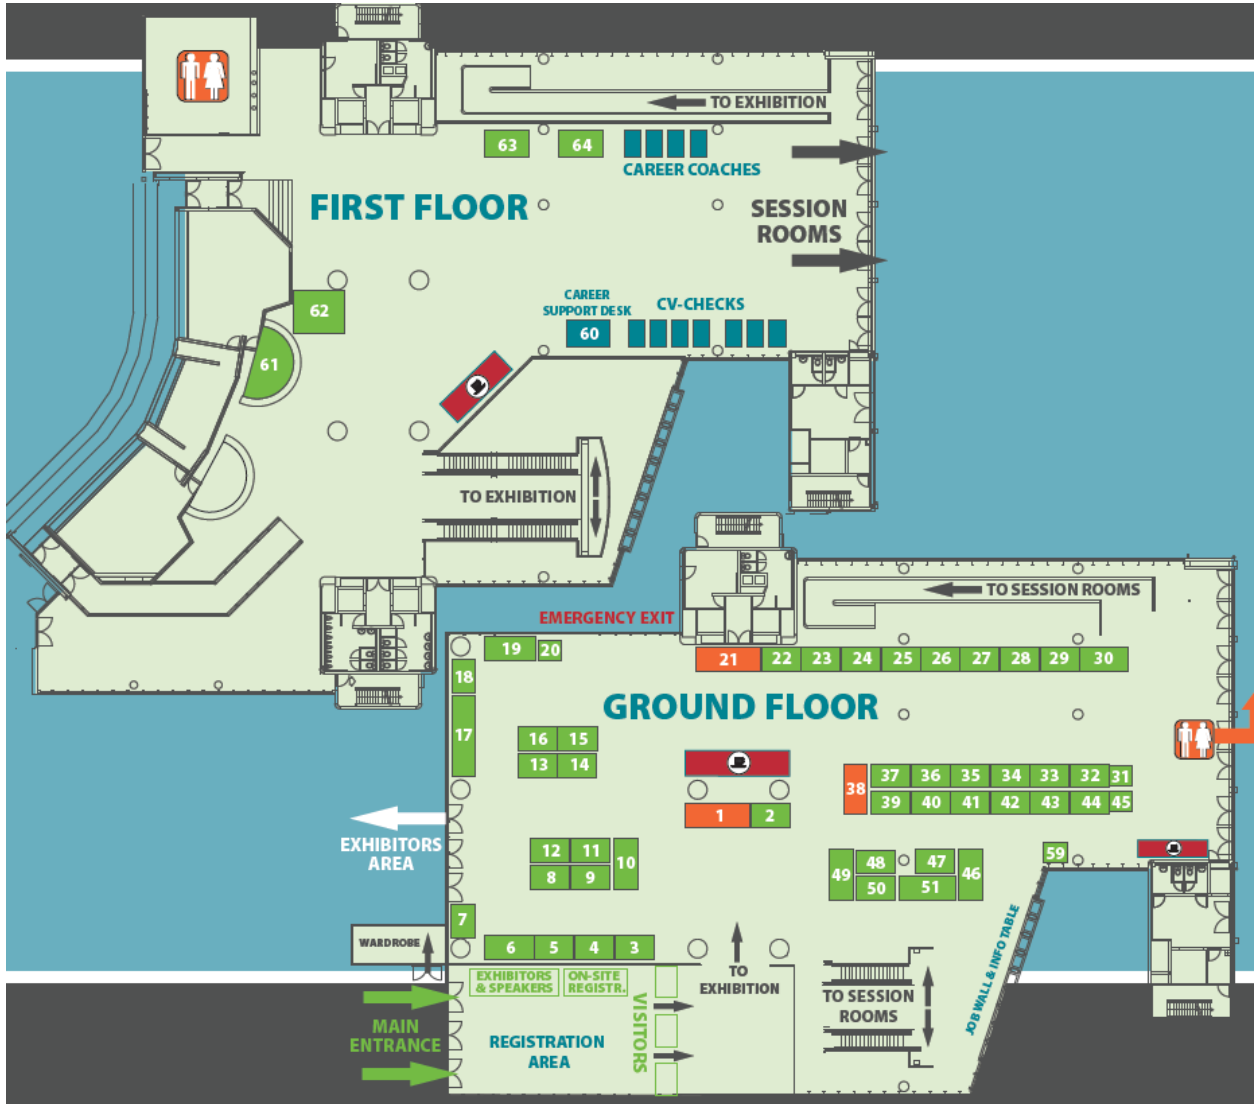 TO EXHIBITION
63
64
CAREER COACHES
FIRST FLOOR
SESSION
ROOMS
62
61
CAREER
SUPPORT DESK
60
CV-CHECKS
TO EXHIBITION
EMERGENCY EXIT
TO SESSION ROOMS
19
20
21
22
23
24
25
26
27
28
29
30
18
17
GROUND FLOOR
16
15
13
14
37
36
35
34
33
32
31
38
39
40
41
42
43
44
45
1
2
EXHIBITORS
AREA
12
11
10
8
9
49
48
47
46
50
51
59
7
WARDROBE
6
5
4
3
EXHIBITORS
& SPEAKERS
ON-SITE
REGISTR.
VISITORS
TO
EXHIBITION
TO SESSION
ROOMS
JOB WALL & INFO TABLE
MAIN
ENTRANCE
REGISTRATION
AREA